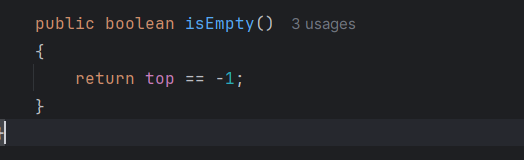 public boolean isEmpty() 3 usages
{
return top == -1;
}
}